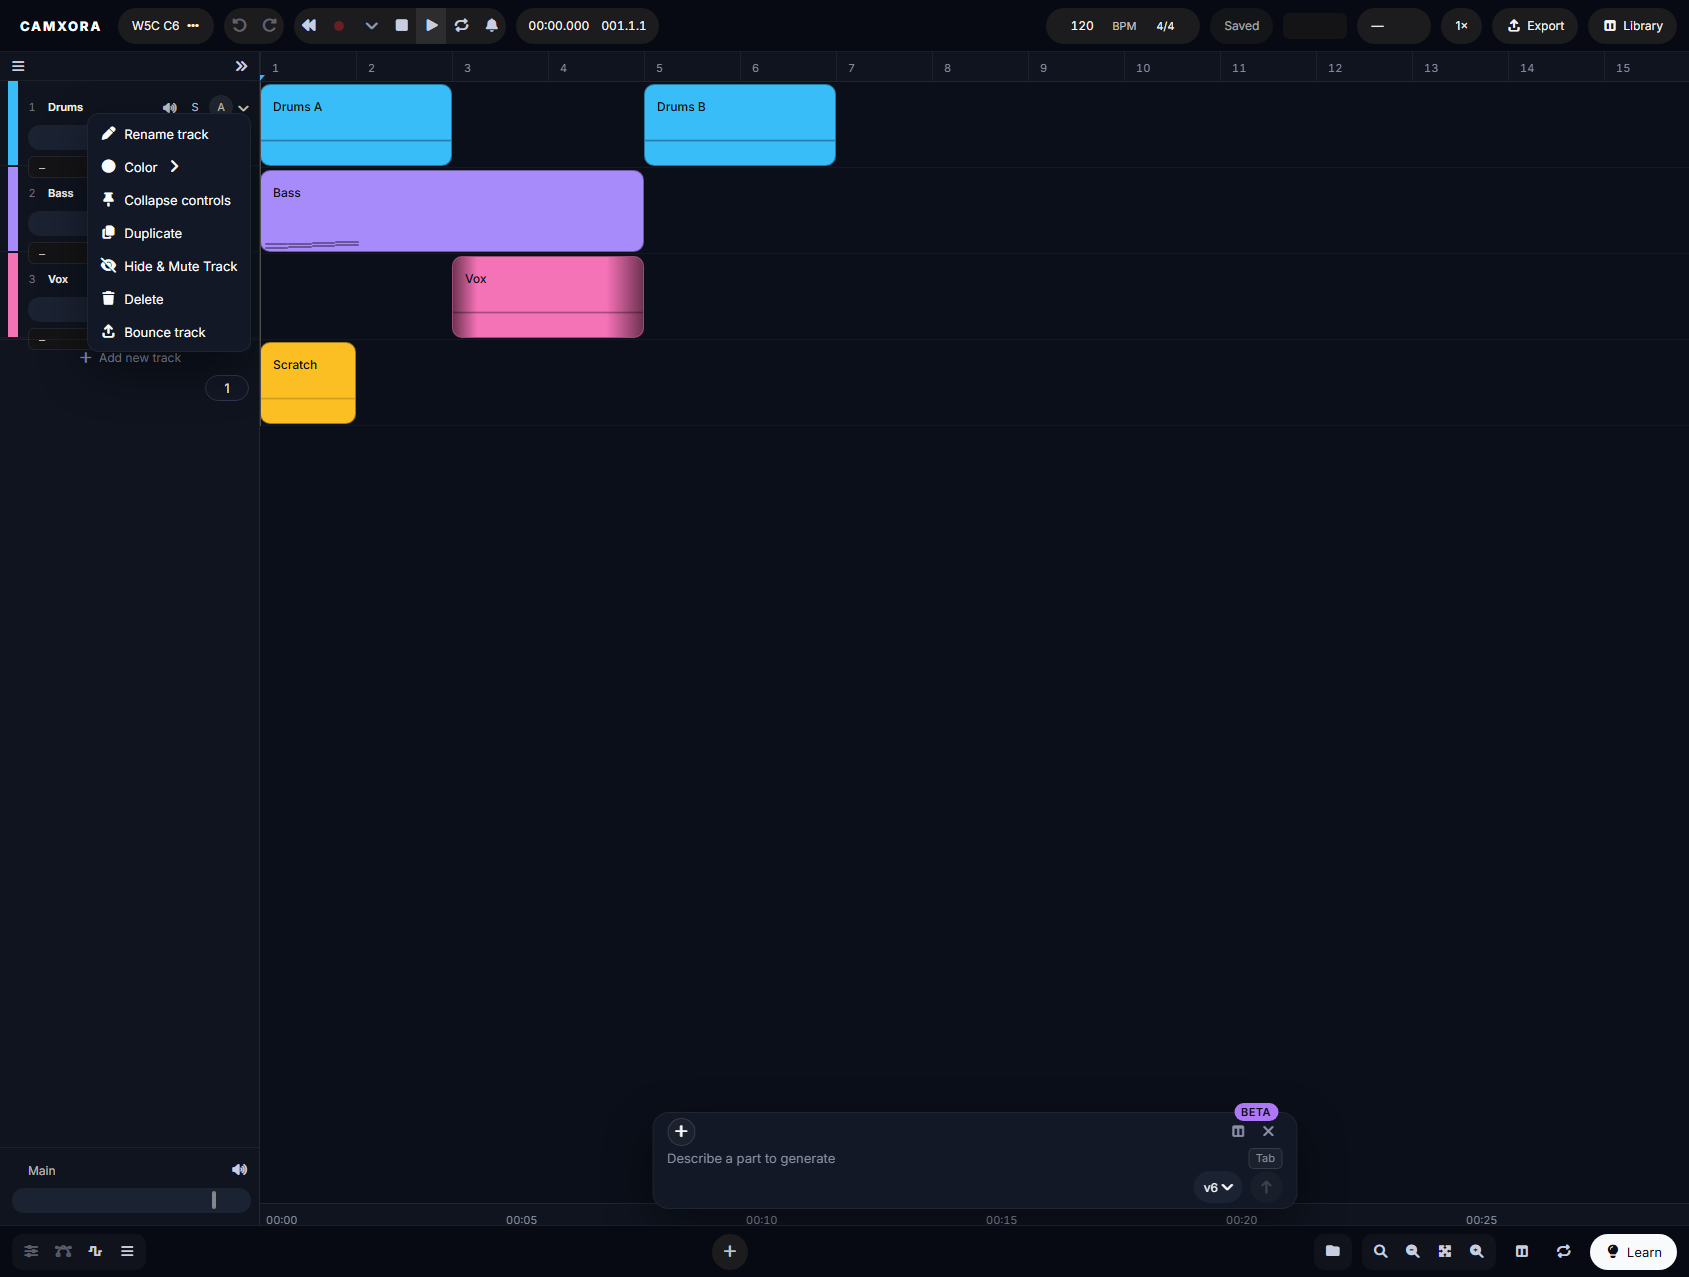 CAMXORA W5C C6 00:00.000 001.1.1 120 BPM 4/4 Saved — 1× Export Library
1 2 3 4 5 6 7 8 9 10 11 12 13 14 15
1 Drums S A
Drums A Drums B
Rename track
Color
–
Collapse controls
2 Bass
Bass
Duplicate
–
Hide & Mute Track
3 Vox
Vox
Delete
Bounce track
–
Add new track
Scratch
1
BETA
Describe a part to generate Tab
v6
Main
00:00 00:05 00:10 00:15 00:20 00:25
Learn